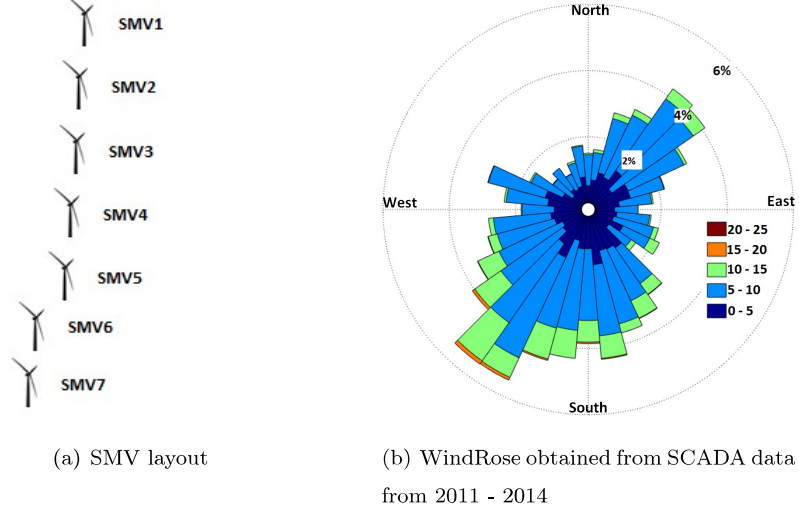 SMV1
SMV2
SMV3
SMV4
SMV5
SMV6
SMV7
North
6%
4%
2%
West
East
20 - 25
15 - 20
10 - 15
5 - 10
0 - 5
South
(a) SMV layout
(b) WindRose obtained from SCADA data
from 2011 - 2014